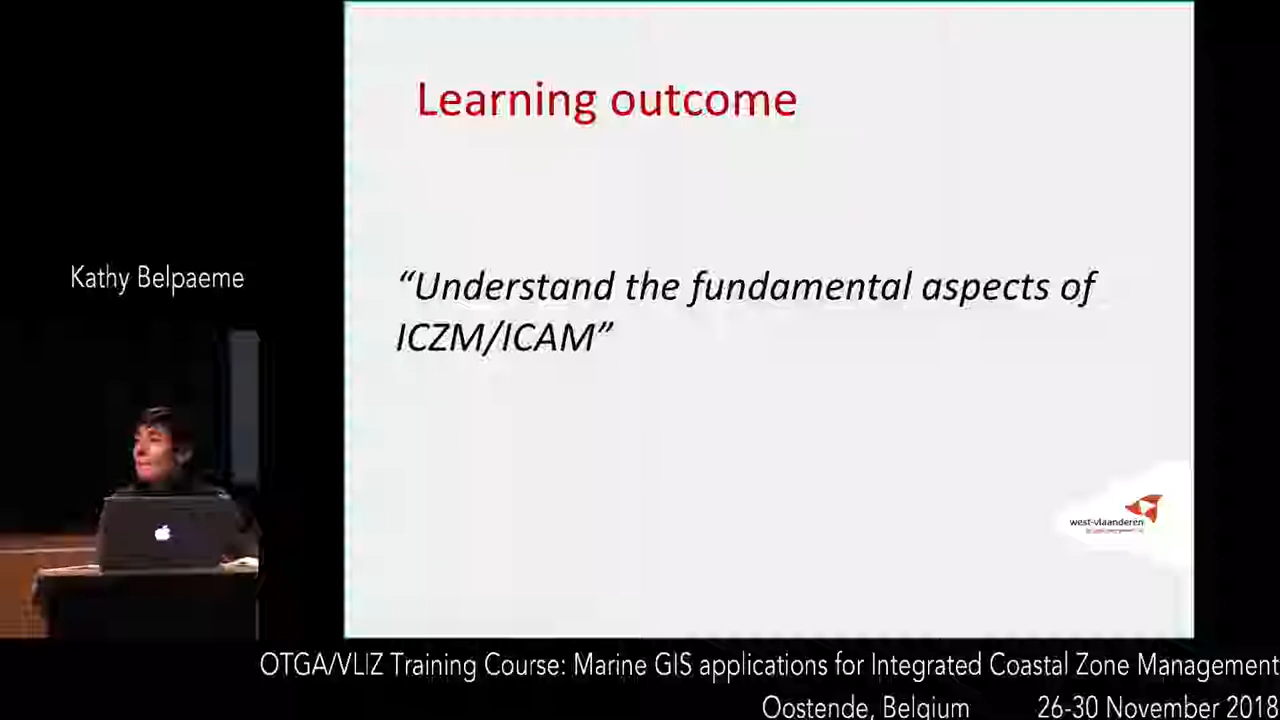 Learning outcome
Kathy Belpaeme
“Understand the fundamental aspects of
ICZM/ICAM”
west-vlaanderen
OTGA/VLIZ Training Course: Marine GIS applications for Integrated Coastal Zone Management
Oostende, Belgium 26-30 November 2018